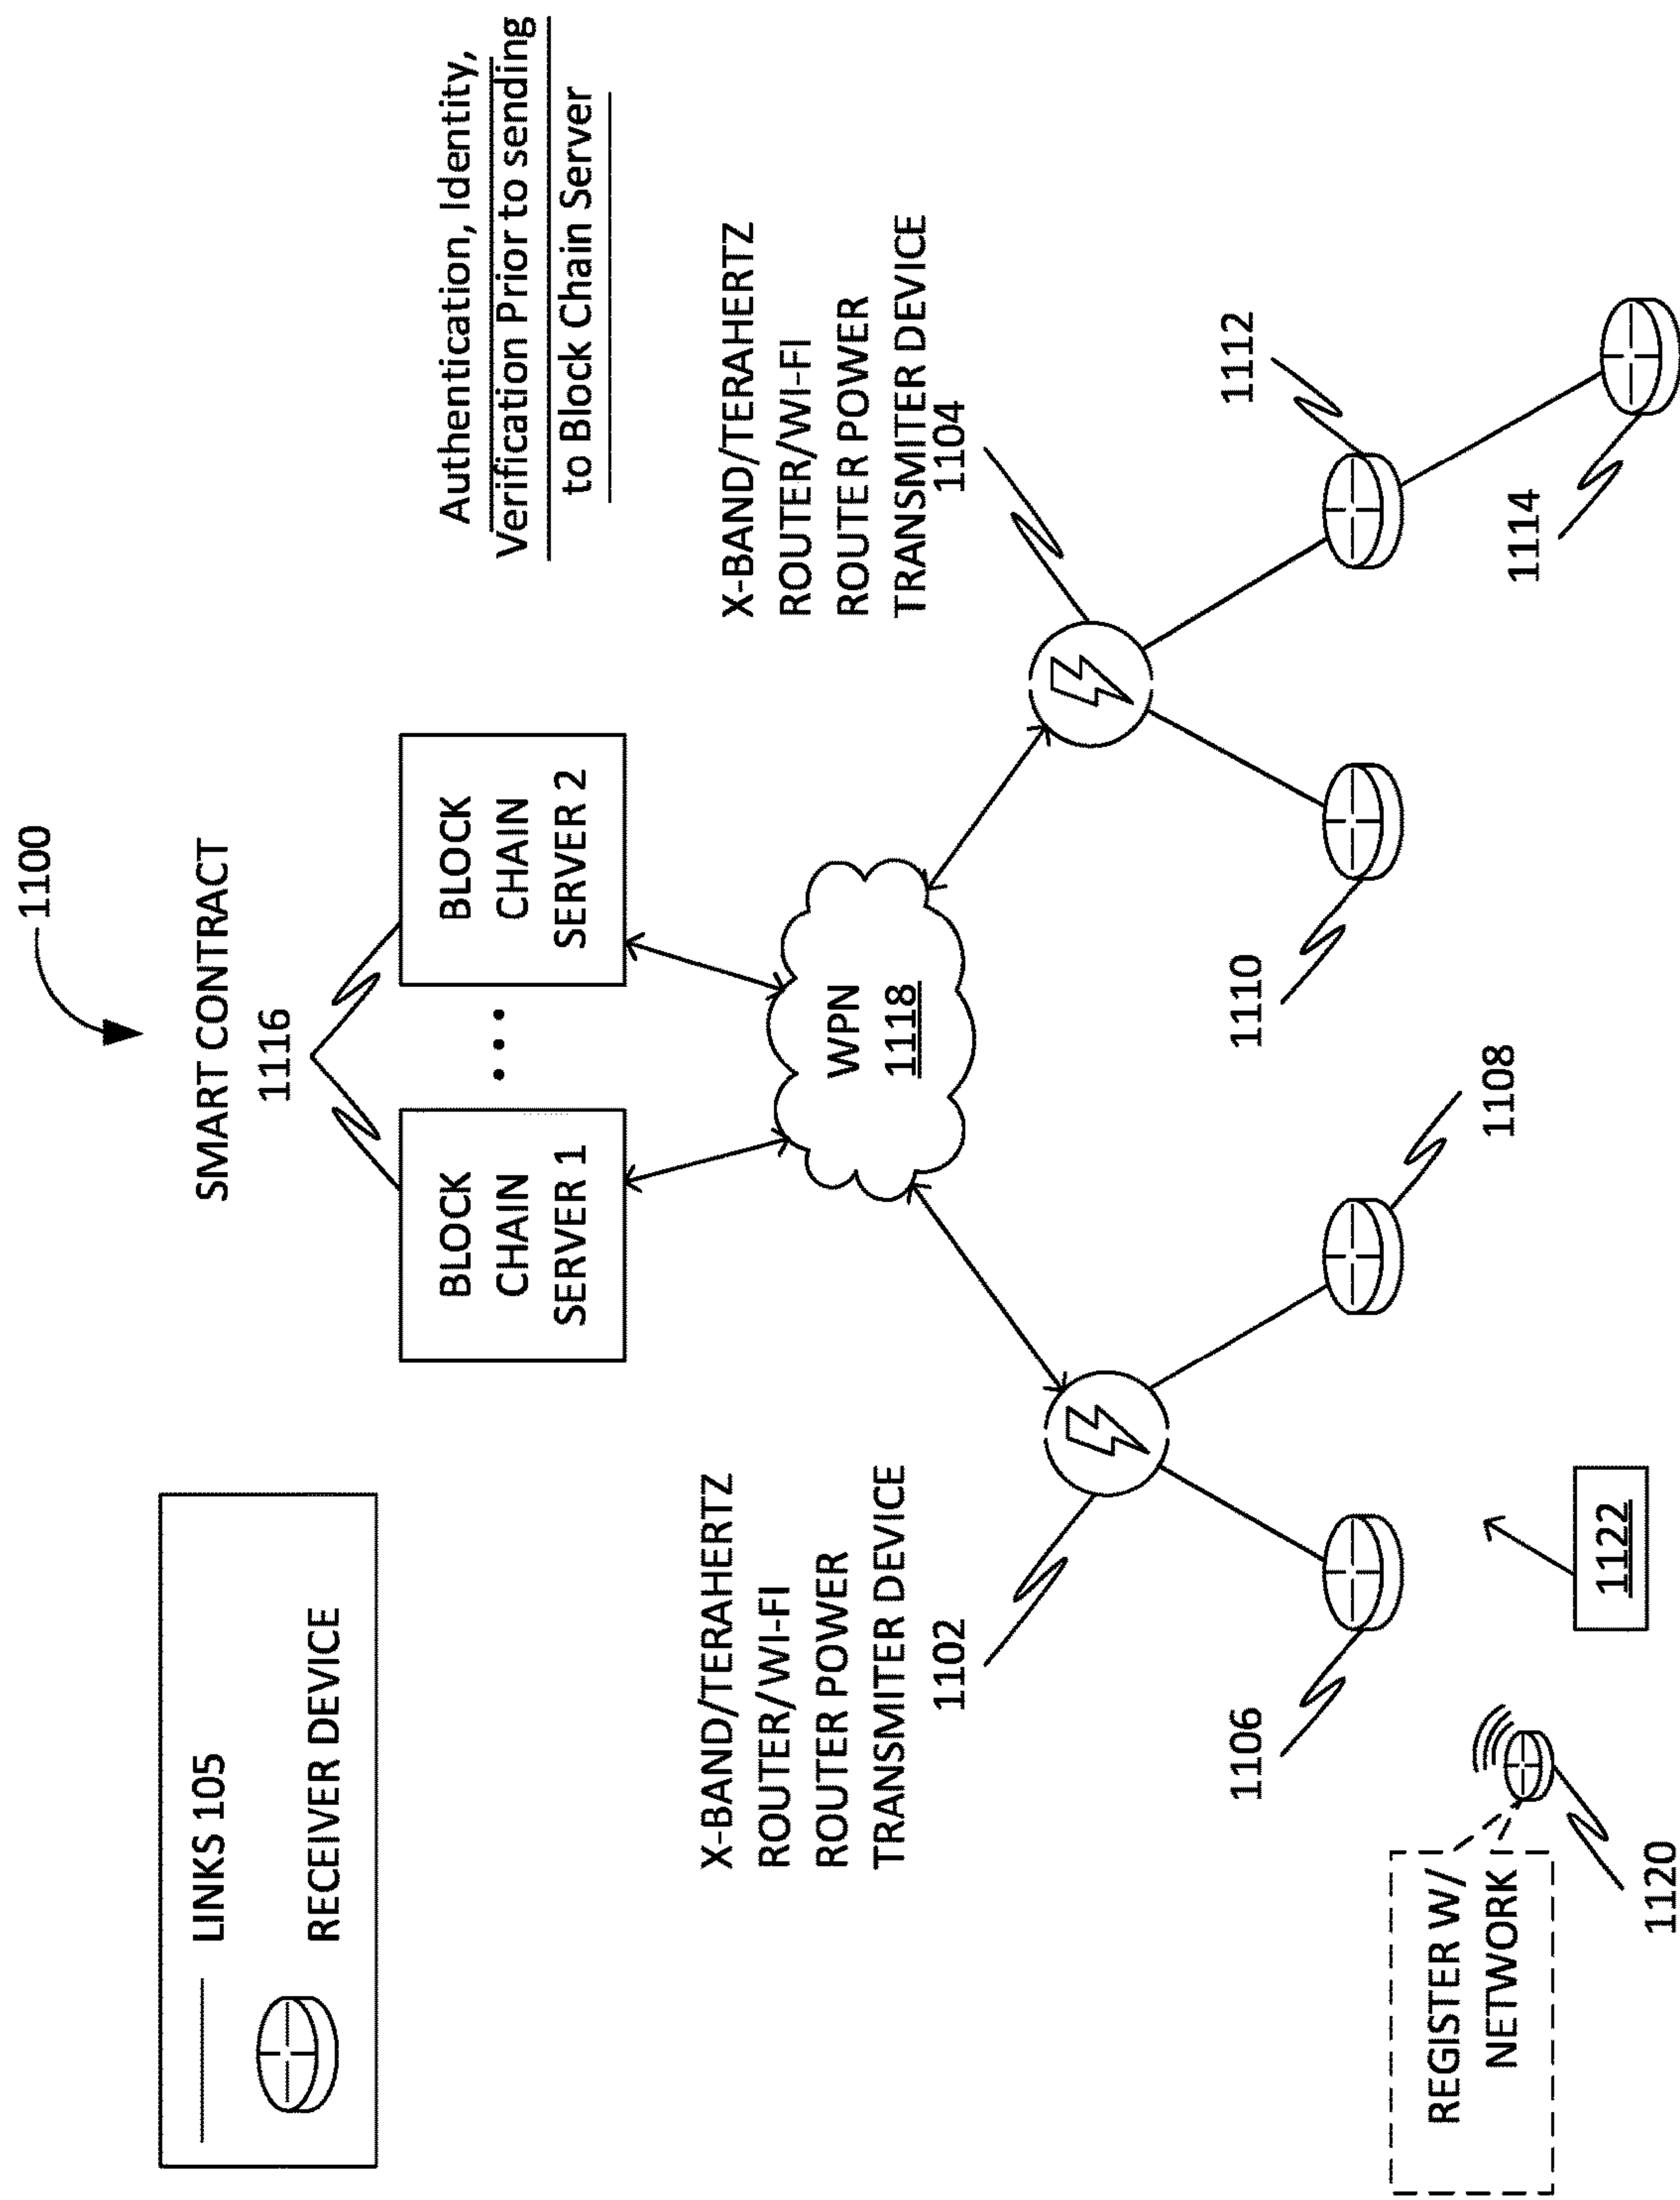 1100
LINKS 105
RECEIVER DEVICE
SMART CONTRACT
1116
BLOCK
CHAIN
SERVER 1
BLOCK
CHAIN
SERVER 2
Authentication, Identity,
Verification Prior to sending
to Block Chain Server
WPN
1118
X-BAND/TERAHERTZ
ROUTER/WI-FI
ROUTER POWER
TRANSMITER DEVICE
1102
X-BAND/TERAHERTZ
ROUTER/WI-FI
ROUTER POWER
TRANSMITER DEVICE
1104
1106
1108
1110
1112
1114
REGISTER W/
NETWORK
1120
1122